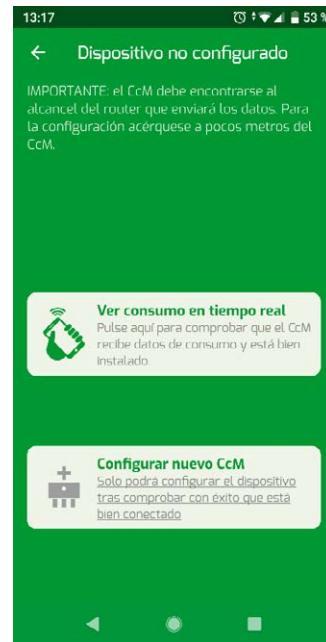 13:17
53 %
Dispositivo no configurado
IMPORTANTE: el CcM debe encontrarse al
alcancel del router que enviará los datos. Para
la configuración acérquese a pocos metros del
CcM.
Ver consumo en tiempo real
Pulse aquí para comprobar que el CcM
recibe datos de consumo y está bien
instalado
Configurar nuevo CcM
Solo podrá configurar el dispositivo
tras comprobar con éxito que está
bien conectado